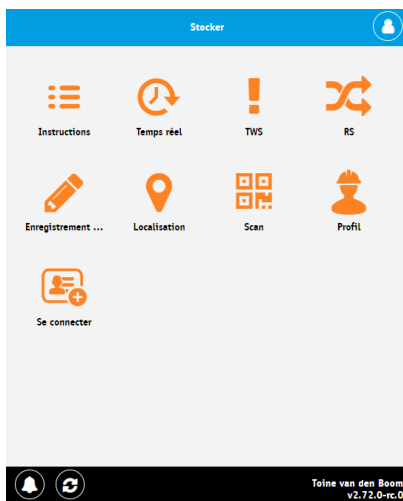 Stocker
Instructions
Temps réel
TWS
RS
Enregistrement ...
Localisation
Scan
Profil
Se connecter
Toine van den Boom
v2.72.0-rc.0